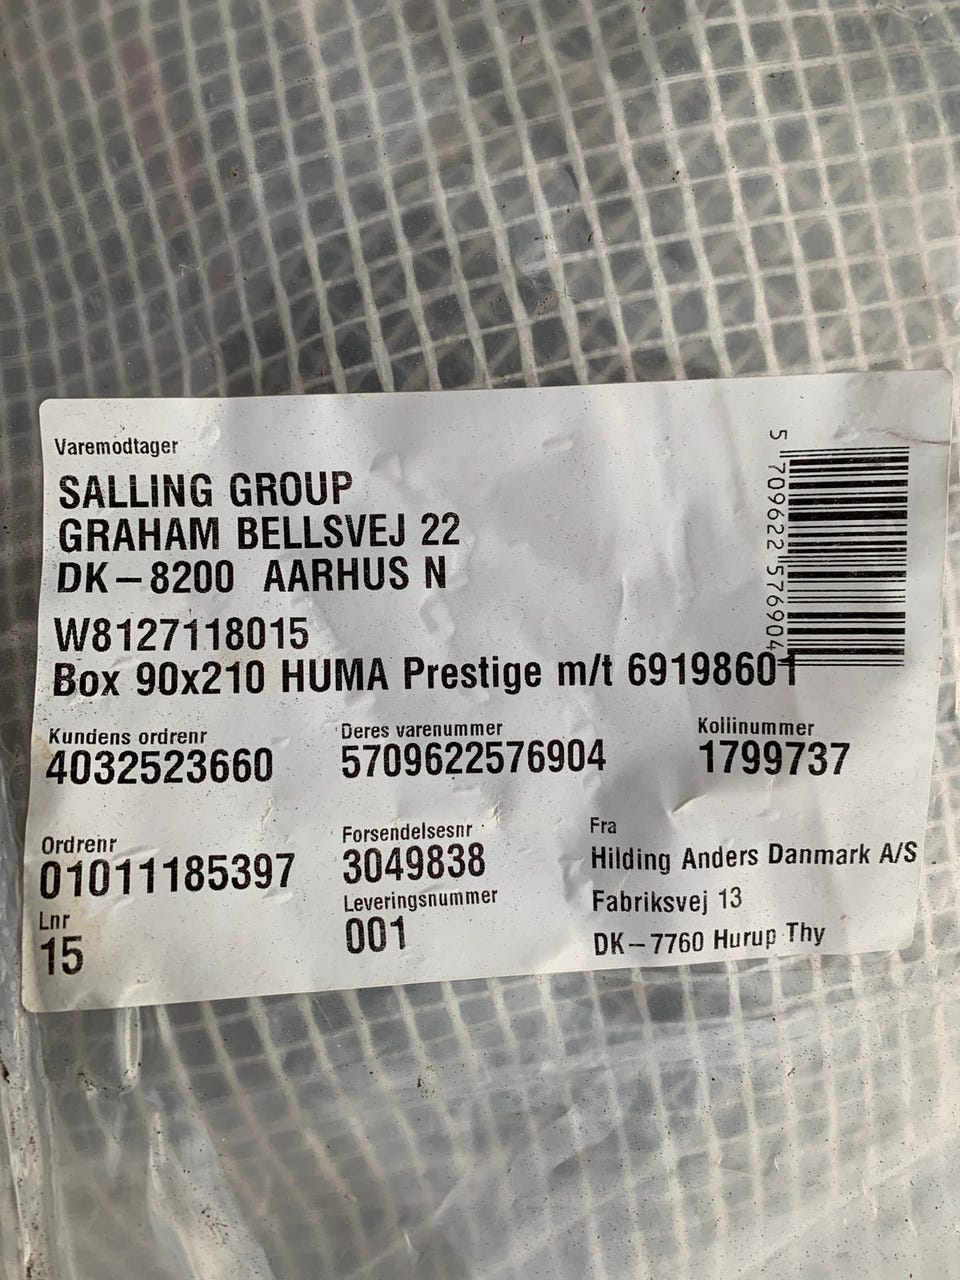 Varemodtager
SALLING GROUP
GRAHAM BELLSVEJ 22
DK-8200 AARHUS N
W8127118015
Box 90x210 HUMA Prestige m/t 69198601
5 709622 576904
Kundens ordrenr
4032523660
Deres varenummer
5709622576904
Kollinummer
1799737
Ordrenr
01011185397
Lnr
15
Forsendelsesnr
3049838
Leveringsnummer
001
Fra
Hilding Anders Danmark A/S
Fabriksvej 13
DK-7760 Hurup Thy